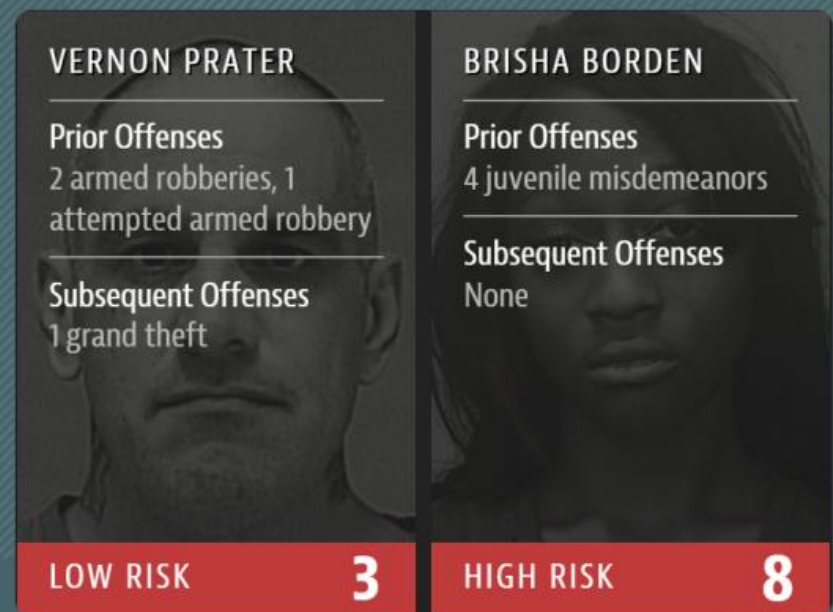 VERNON PRATER
Prior Offenses
2 armed robberies, 1
attempted armed robbery
Subsequent Offenses
1 grand theft
LOW RISK 3
BRISHA BORDEN
Prior Offenses
4 juvenile misdemeanors
Subsequent Offenses
None
HIGH RISK 8